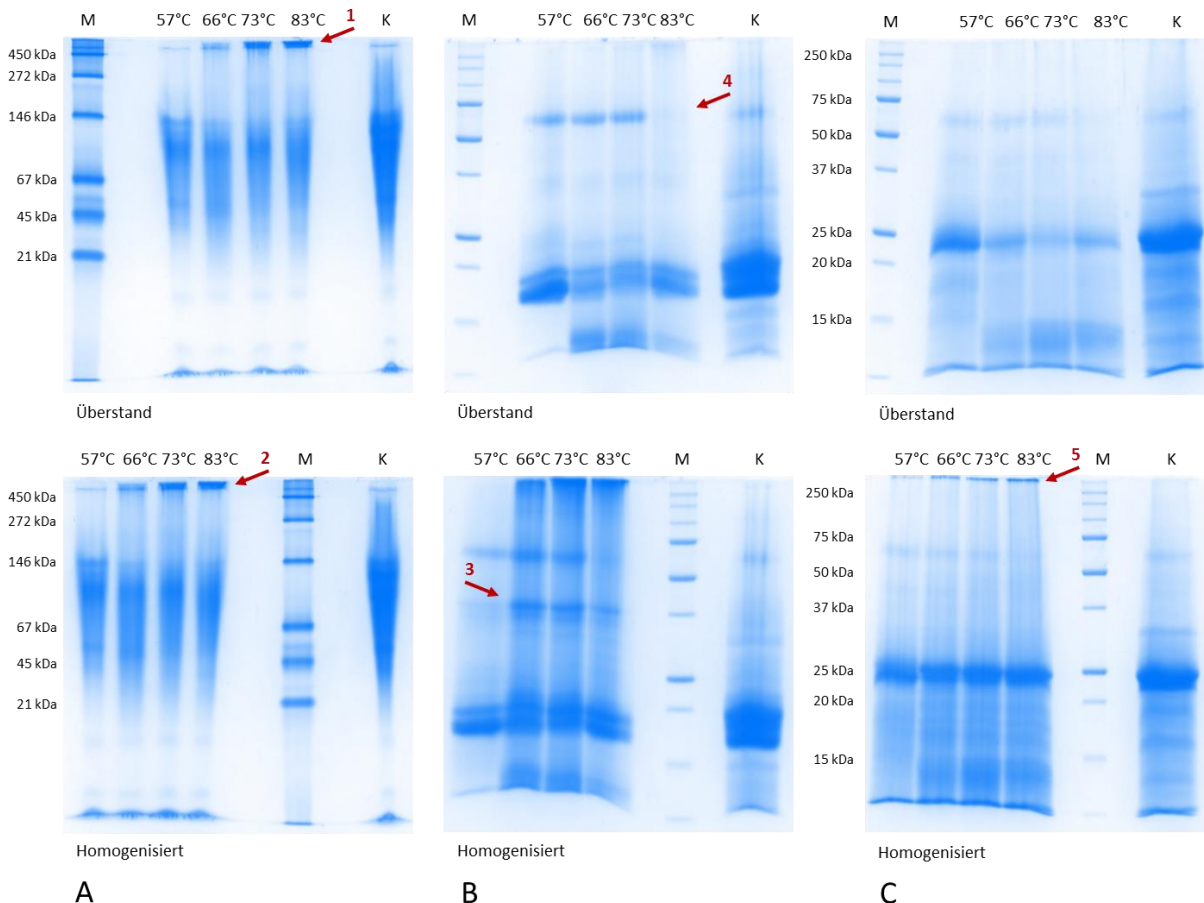 M 57°C 66°C 73°C 83°C K
1
450 kDa
272 kDa
146 kDa
67 kDa
45 kDa
21 kDa
Überstand
M 57°C 66°C 73°C 83°C K
4
Überstand
M 57°C 66°C 73°C 83°C K
250 kDa
75 kDa
50 kDa
37 kDa
25 kDa
20 kDa
15 kDa
Überstand
57°C 66°C 73°C 83°C M K
2
450 kDa
272 kDa
146 kDa
67 kDa
45 kDa
21 kDa
Homogenisiert
A
57°C 66°C 73°C 83°C M K
3
Homogenisiert
B
57°C 66°C 73°C 83°C M K
5
250 kDa
75 kDa
50 kDa
37 kDa
25 kDa
20 kDa
15 kDa
Homogenisiert
C